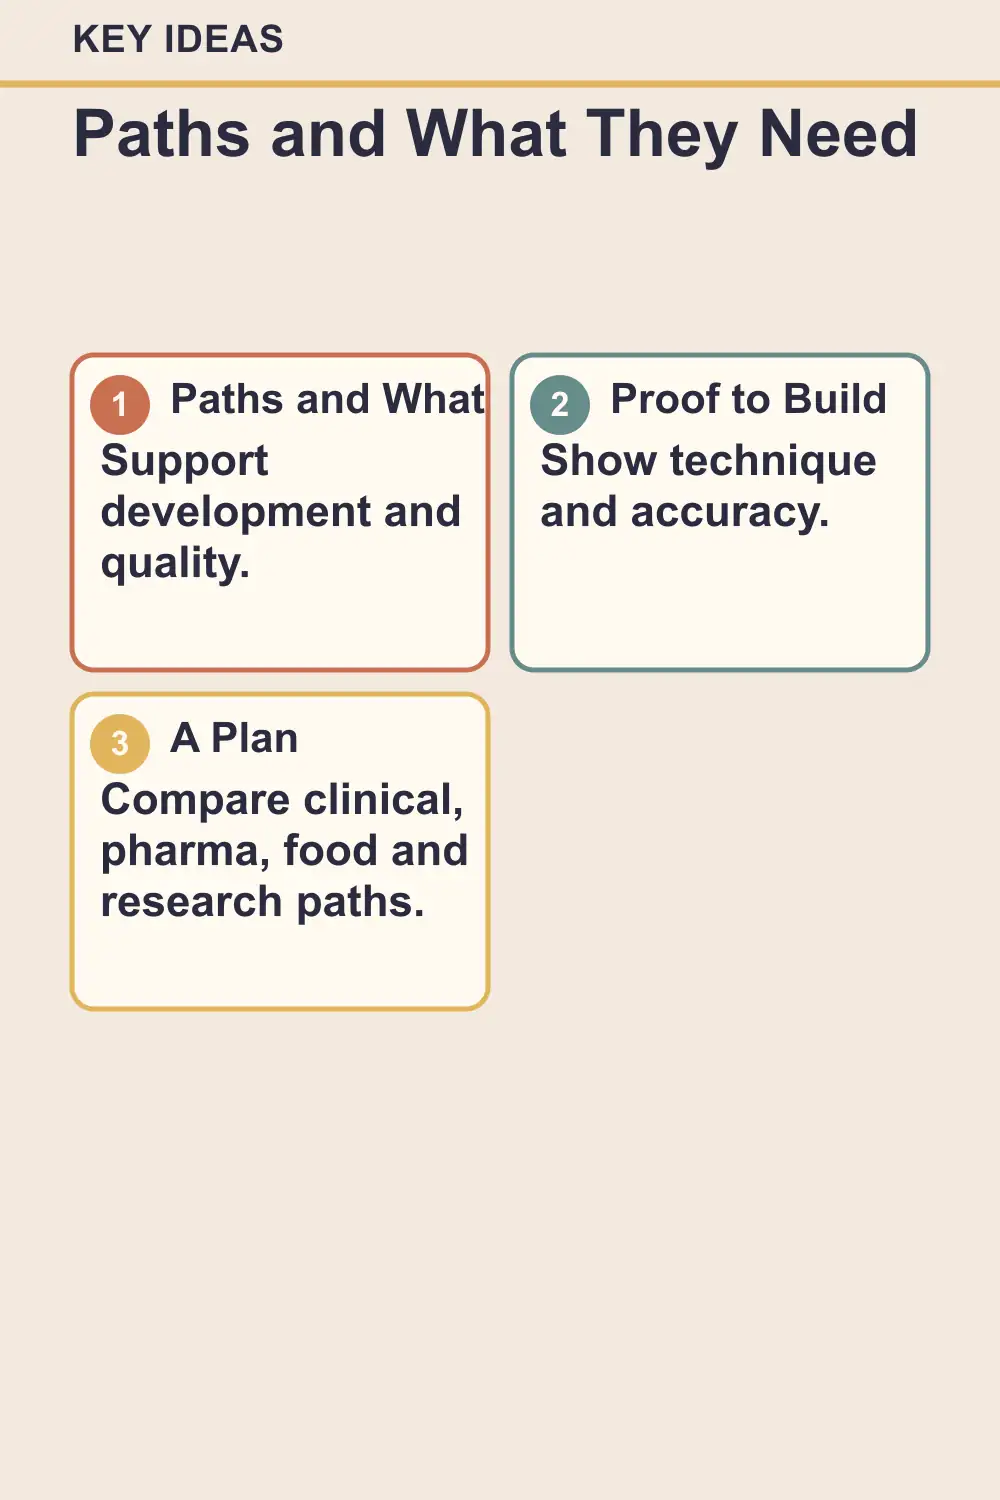 KEY IDEAS
Paths and What They Need
1
Paths and What
Support
development and
quality.
2
Proof to Build
Show technique
and accuracy.
3
A Plan
Compare clinical,
pharma, food and
research paths.